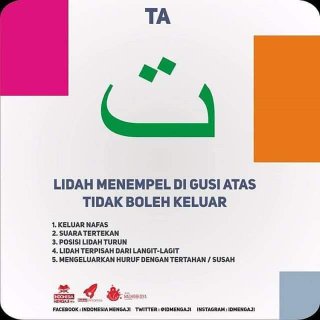 TA
ت
LIDAH MENEMPEL DI GUSI ATAS
TIDAK BOLEH KELUAR
1. KELUAR NAFAS
2. SUARA TERTEKAN
3. POSISI LIDAH TURUN
4. LIDAH TERPISAH DARI LANGIT-LAGIT
5. MENGELUARKAN HURUF DENGAN TERTAHAN / SUSAH
INDONESIA
MENGAJI
FACEBOOK : INDONESIA MENGAJI TWITTER : @IDMENGAJI INSTAGRAM : IDMENGAJI